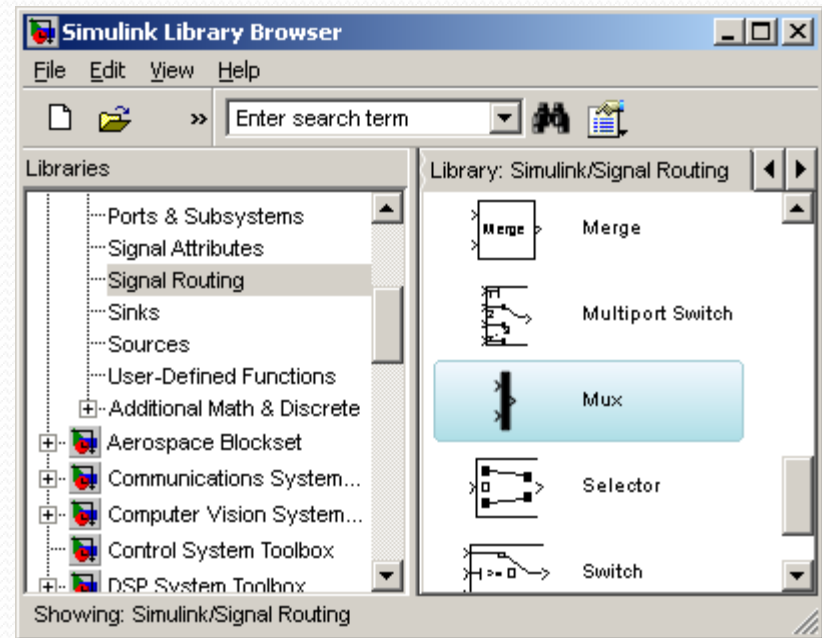 Simulink Library Browser
File Edit View Help
» Enter search term
Libraries
Ports & Subsystems
Signal Attributes
Signal Routing
Sinks
Sources
User-Defined Functions
Additional Math & Discrete
Aerospace Blockset
Communications System...
Computer Vision System...
Control System Toolbox
DSP System Toolbox
Library: Simulink/Signal Routing
Merge Merge
Multiport Switch
Mux
Selector
Switch
Showing: Simulink/Signal Routing